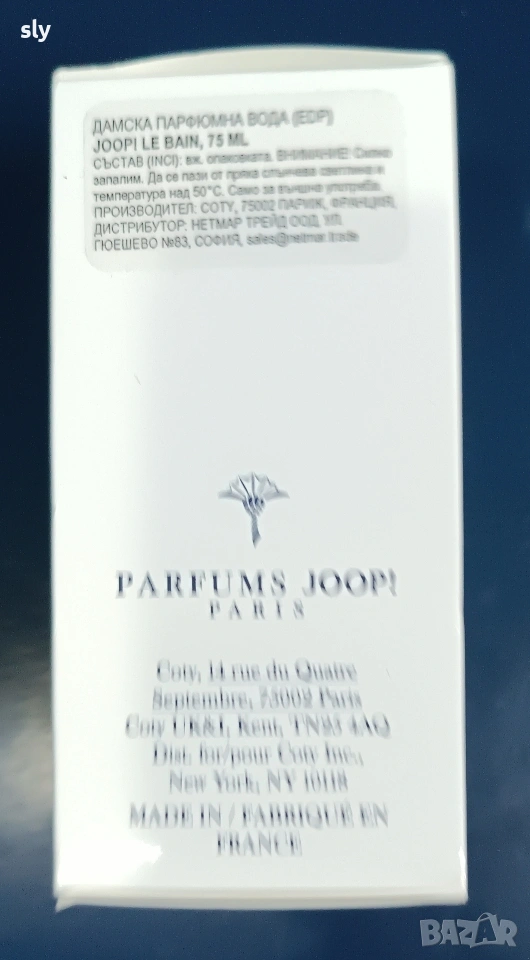 sly
ДАМСКА ПАРФЮМНА ВОДА (EDP)
JOOP! LE BAIN, 75 ML
СЪСТАВ (INCI): вж. опаковката. ВНИМАНИЕ! Силно
запалим. Да се пази от пряка слънчева светлина и
температура над 50°C. Само за външна употреба.
ПРОИЗВОДИТЕЛ: COTY, 75002 ПАРИЖ, ФРАНЦИЯ,
ДИСТРИБУТОР: НЕТМАР ТРЕЙД ООД, УЛ.
ГЮЕШЕВО №83, СОФИЯ, sales@netmar.trade
PARFUMS JOOP!
PARIS
Coty, 14 rue du Quatre
Septembre, 75002 Paris
Coty UK&I, Kent, TN25 4AQ
Dist. for/pour Coty Inc.,
New York, NY 10118
MADE IN / FABRIQUÉ EN
FRANCE
BAZAR